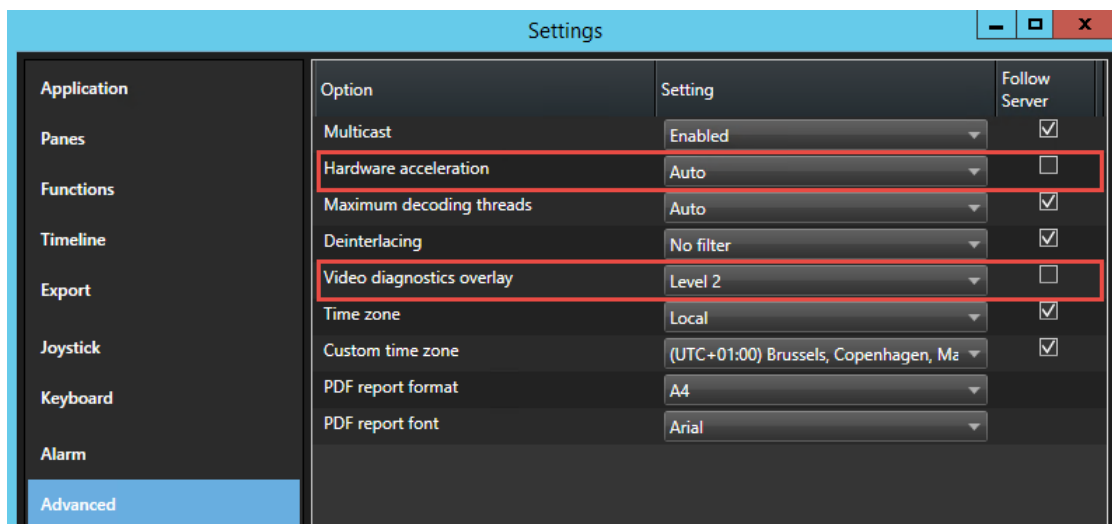 Settings
Application
Panes
Functions
Timeline
Export
Joystick
Keyboard
Alarm
Advanced
Option Setting Follow Server
Multicast Enabled
Hardware acceleration Auto
Maximum decoding threads Auto
Deinterlacing No filter
Video diagnostics overlay Level 2
Time zone Local
Custom time zone (UTC+01:00) Brussels, Copenhagen, Ma
PDF report format A4
PDF report font Arial